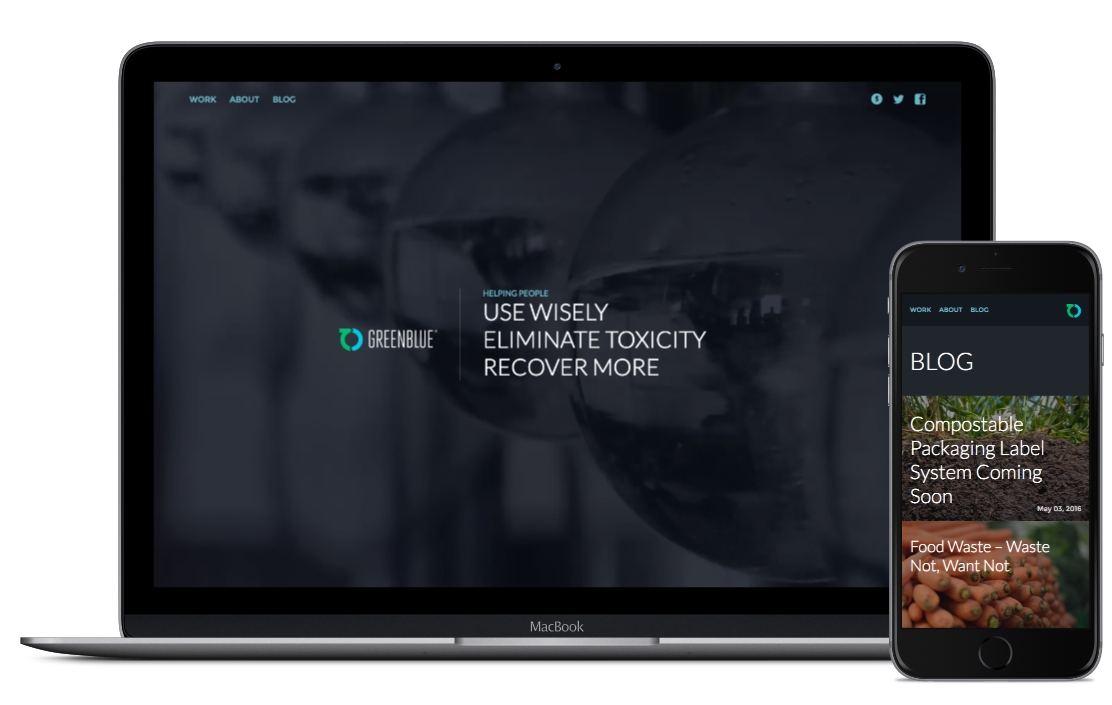 WORK ABOUT BLOG
HELPING PEOPLE
USE WISELY
GREENBLUE®
ELIMINATE TOXICITY
RECOVER MORE
MacBook
WORK ABOUT BLOG
BLOG
Compostable
Packaging Label
System Coming
Soon
May 03, 2016
Food Waste – Waste
Not, Want Not